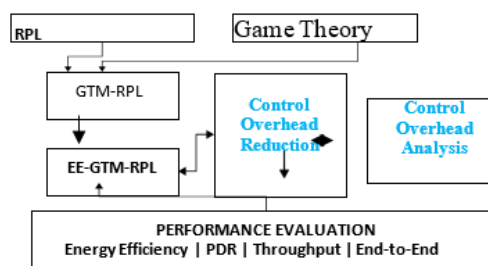 RPL
Game Theory
GTM-RPL
Control
Overhead
Reduction
Control
Overhead
Analysis
EE-GTM-RPL
PERFORMANCE EVALUATION
Energy Efficiency | PDR | Throughput | End-to-End